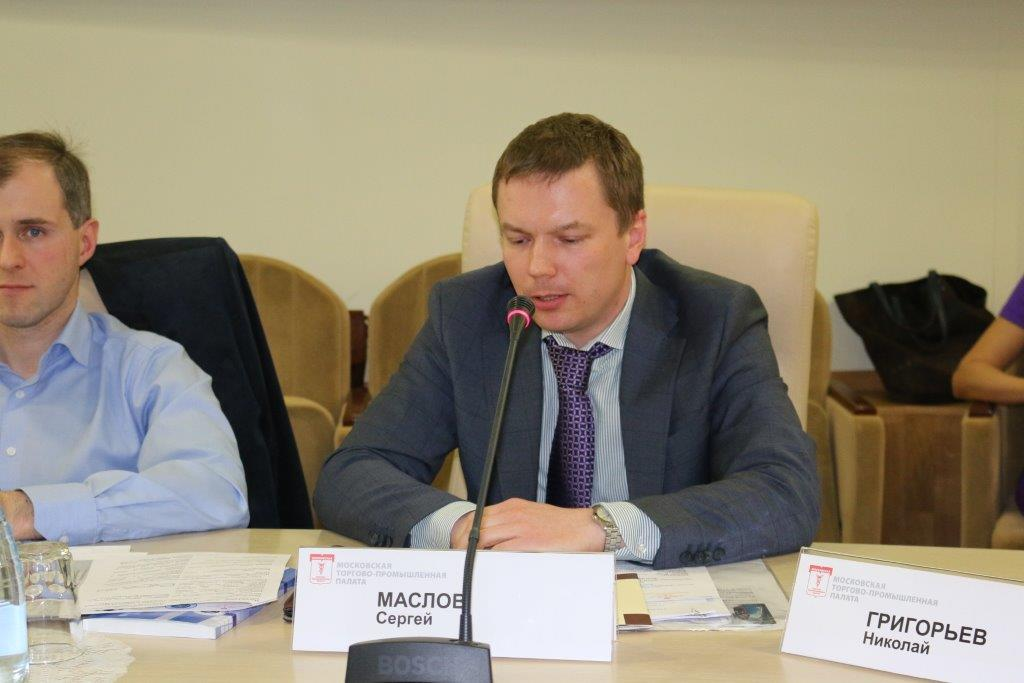 МОСКОВСКАЯ
ТОРГОВО-ПРОМЫШЛЕННАЯ
ПАЛАТА
МАСЛОВ
Сергей
BOSCH
МОСКОВСКАЯ
ТОРГОВО-ПРОМЫШЛЕННАЯ
ПАЛАТА
ГРИГОРЬЕВ
Николай